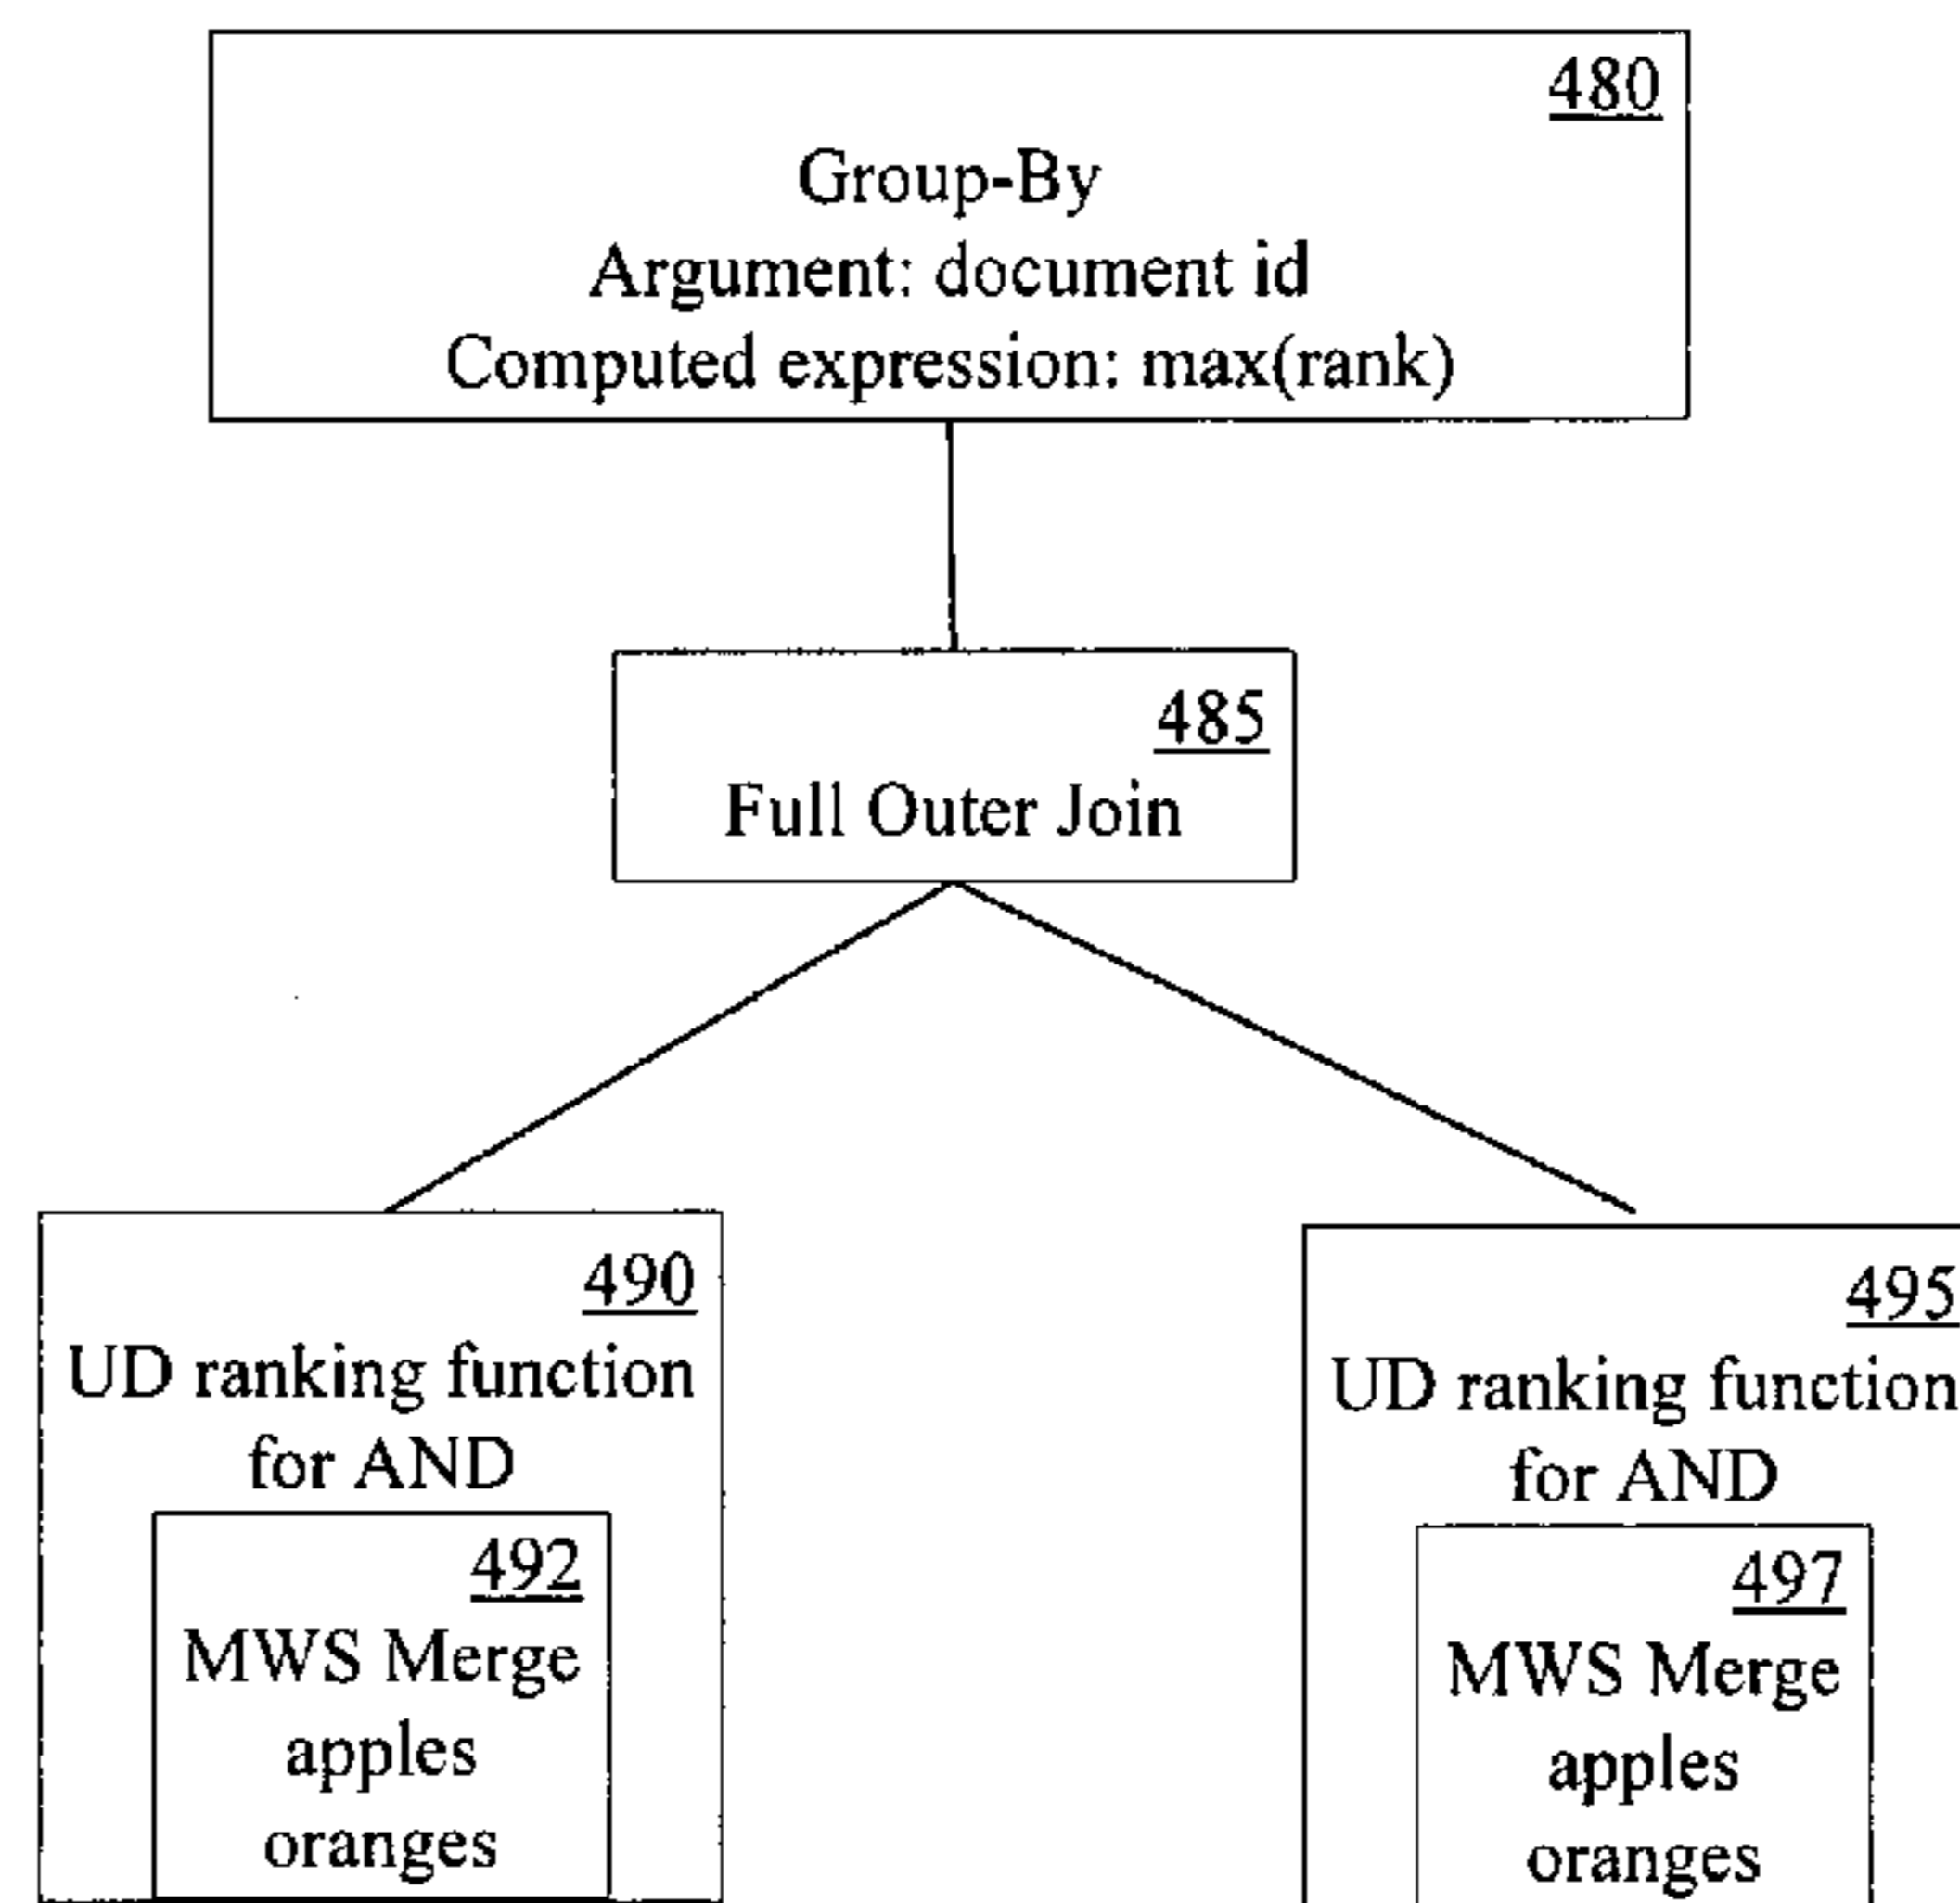 480
Group-By
Argument: document id
Computed expression: max(rank)
485
Full Outer Join
490
UD ranking function
for AND
492
MWS Merge
apples
oranges
495
UD ranking function
for AND
497
MWS Merge
apples
oranges